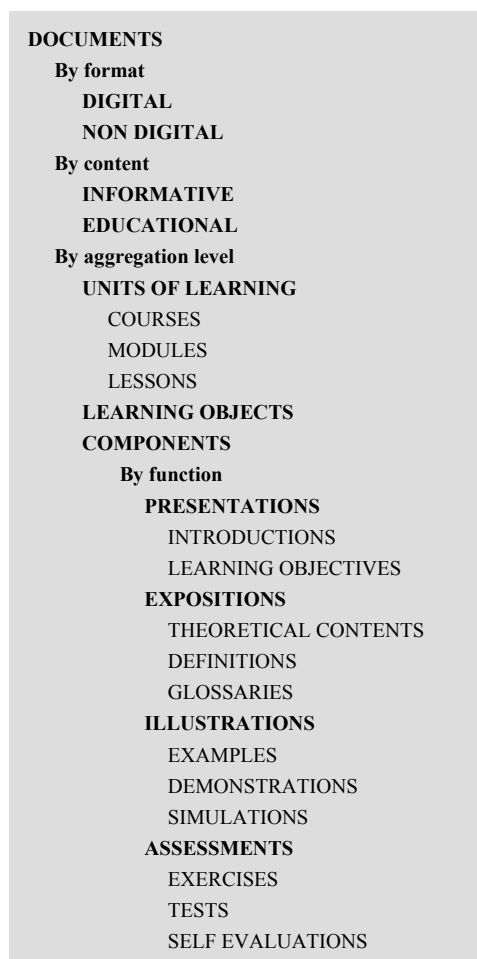 DOCUMENTS
By format
DIGITAL
NON DIGITAL
By content
INFORMATIVE
EDUCATIONAL
By aggregation level
UNITS OF LEARNING
COURSES
MODULES
LESSONS
LEARNING OBJECTS
COMPONENTS
By function
PRESENTATIONS
INTRODUCTIONS
LEARNING OBJECTIVES
EXPOSITIONS
THEORETICAL CONTENTS
DEFINITIONS
GLOSSARIES
ILLUSTRATIONS
EXAMPLES
DEMONSTRATIONS
SIMULATIONS
ASSESSMENTS
EXERCISES
TESTS
SELF EVALUATIONS